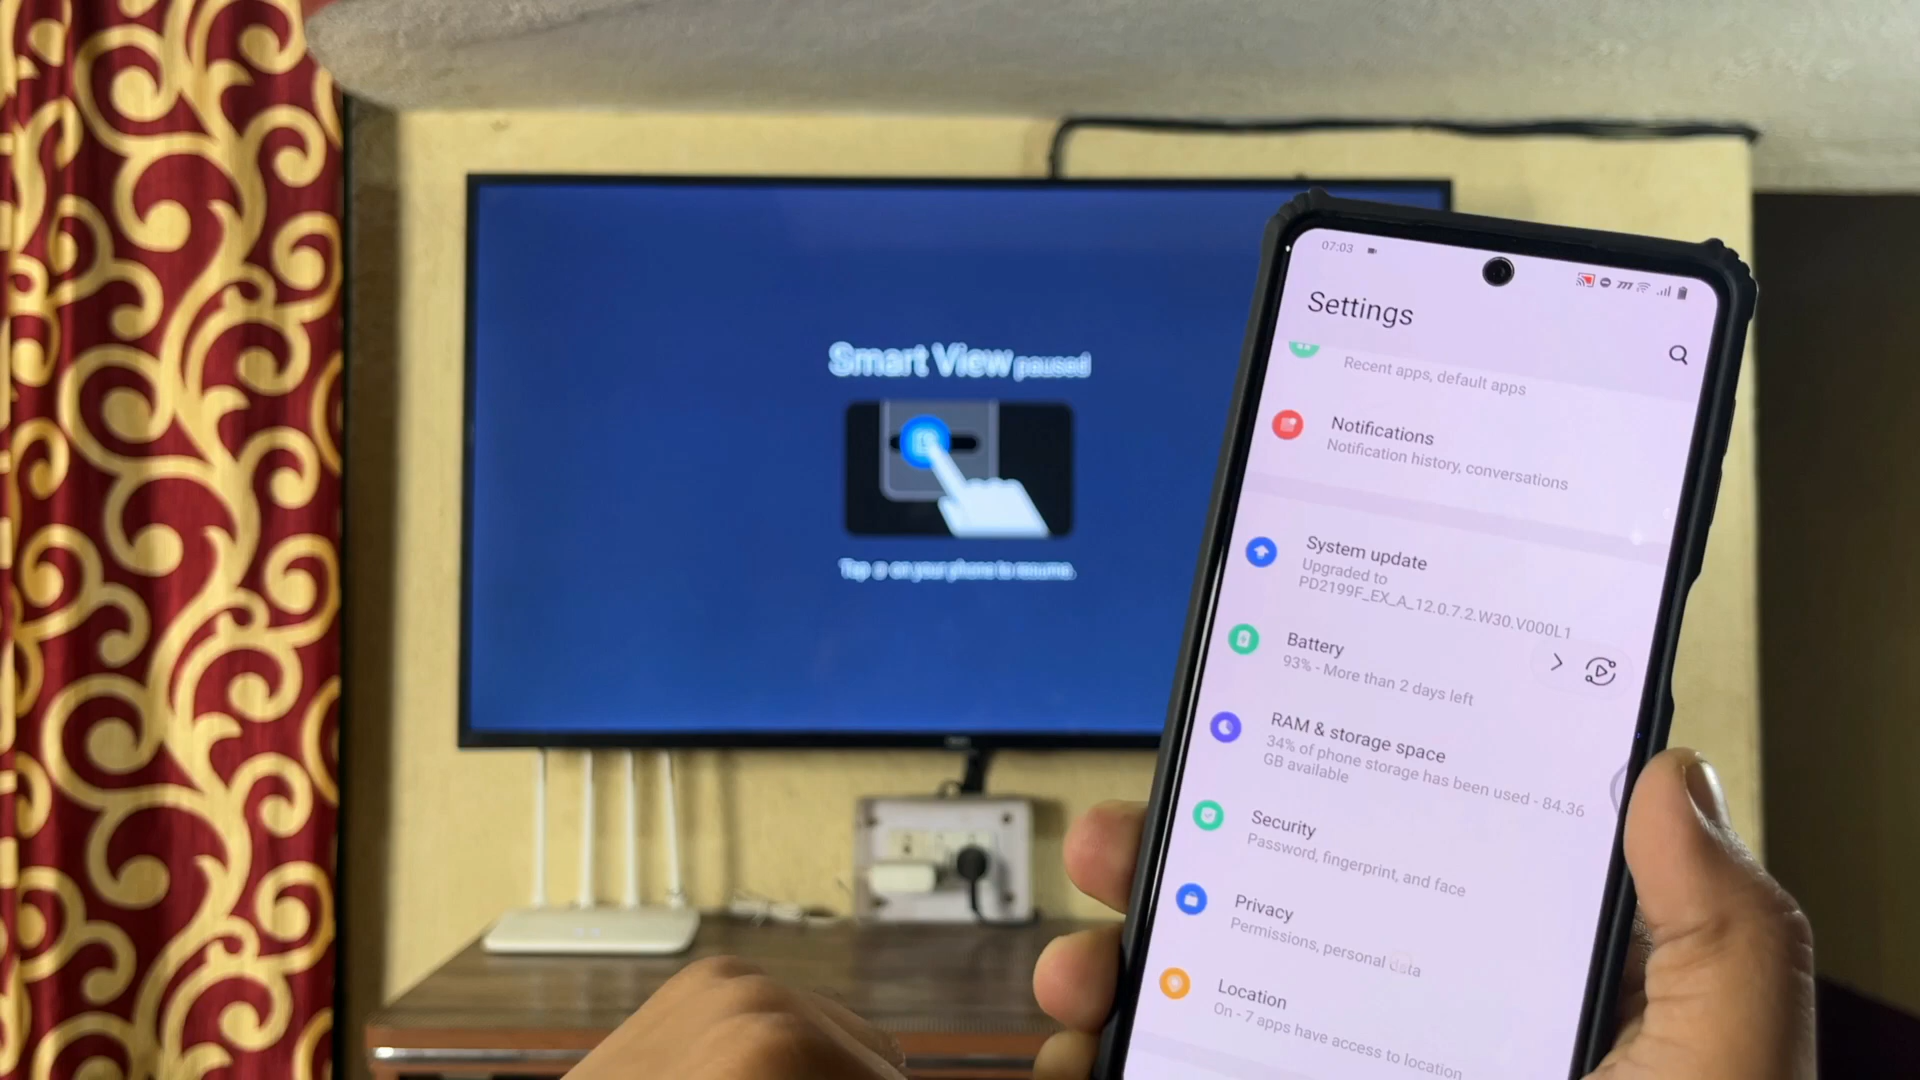 Smart View paused
Tap or on your phone to resume.
07:03
Settings
Recent apps, default apps
Notifications
Notification history, conversations
System update
Upgraded to
PD2199F_EX_A_12.0.7.2.W30.V000L1
Battery
93% - More than 2 days left
RAM & storage space
34% of phone storage has been used - 84.36
GB available
Security
Password, fingerprint, and face
Privacy
Permissions, personal data
Location
On - 7 apps have access to location